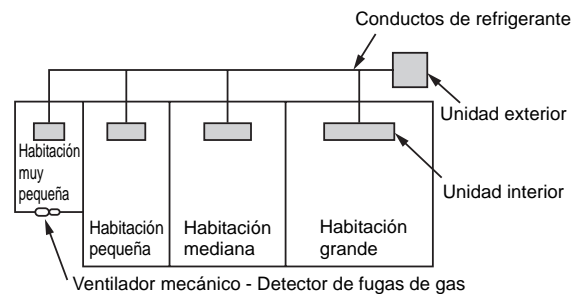 Conductos de refrigerante
Unidad exterior
Habitación
muy
pequeña
Unidad interior
Habitación
pequeña
Habitación
mediana
Habitación
grande
Ventilador mecánico - Detector de fugas de gas